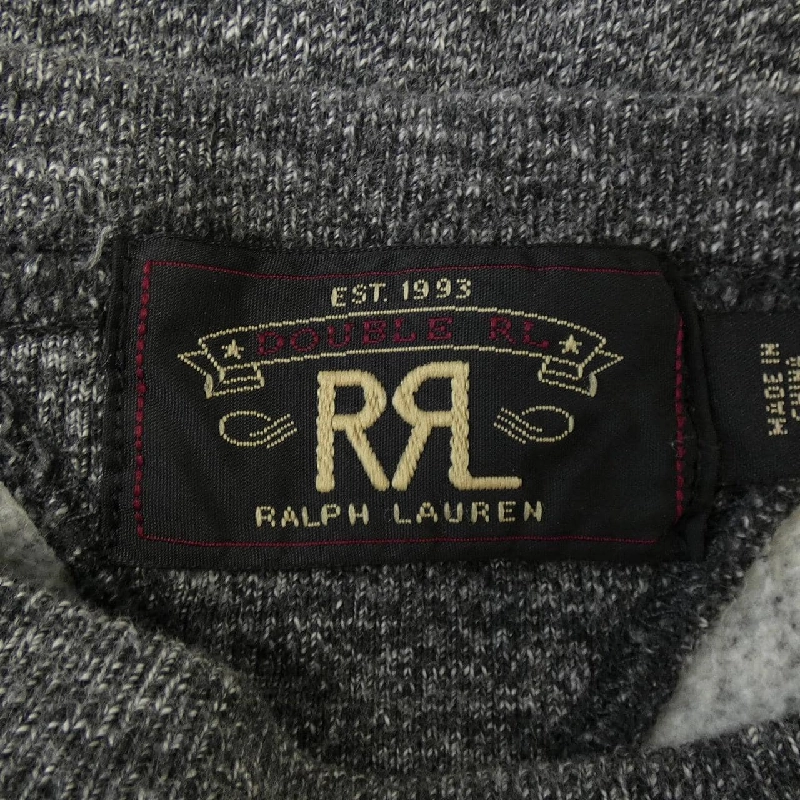 EST. 1993
DOUBLE RL
RRL
RALPH LAUREN
MADE IN
CHINA